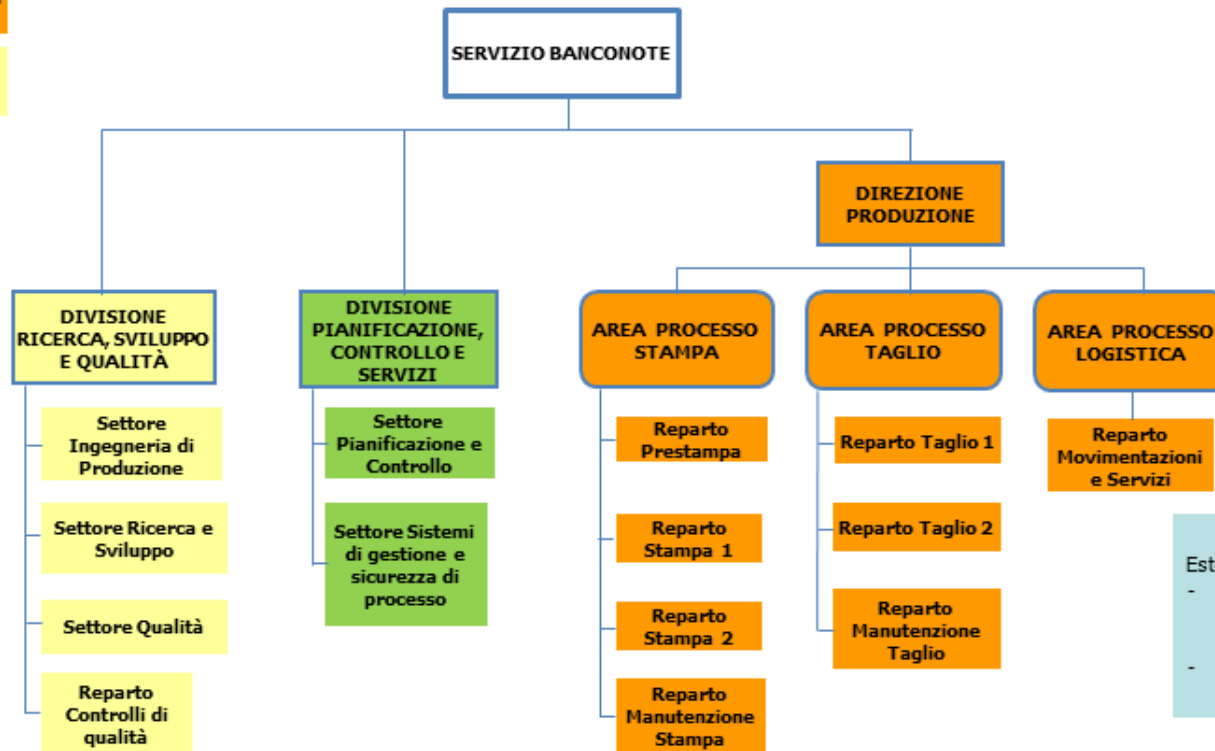 SERVIZIO BANCONOTE
DIREZIONE
PRODUZIONE
DIVISIONE
RICERCA, SVILUPPO
E QUALITÀ
DIVISIONE
PIANIFICAZIONE,
CONTROLLO E
SERVIZI
AREA PROCESSO
STAMPA
AREA PROCESSO
TAGLIO
AREA PROCESSO
LOGISTICA
Settore
Ingegneria di
Produzione
Settore Ricerca e
Sviluppo
Settore Qualità
Reparto
Controlli di
qualità
Settore
Pianificazione e
Controllo
Settore Sistemi
di gestione e
sicurezza di
processo
Reparto
Prestampa
Reparto
Stampa 1
Reparto
Stampa 2
Reparto
Manutenzione
Stampa
Reparto Taglio 1
Reparto Taglio 2
Reparto
Manutenzione
Taglio
Reparto
Movimentazioni
e Servizi
Est
-
-